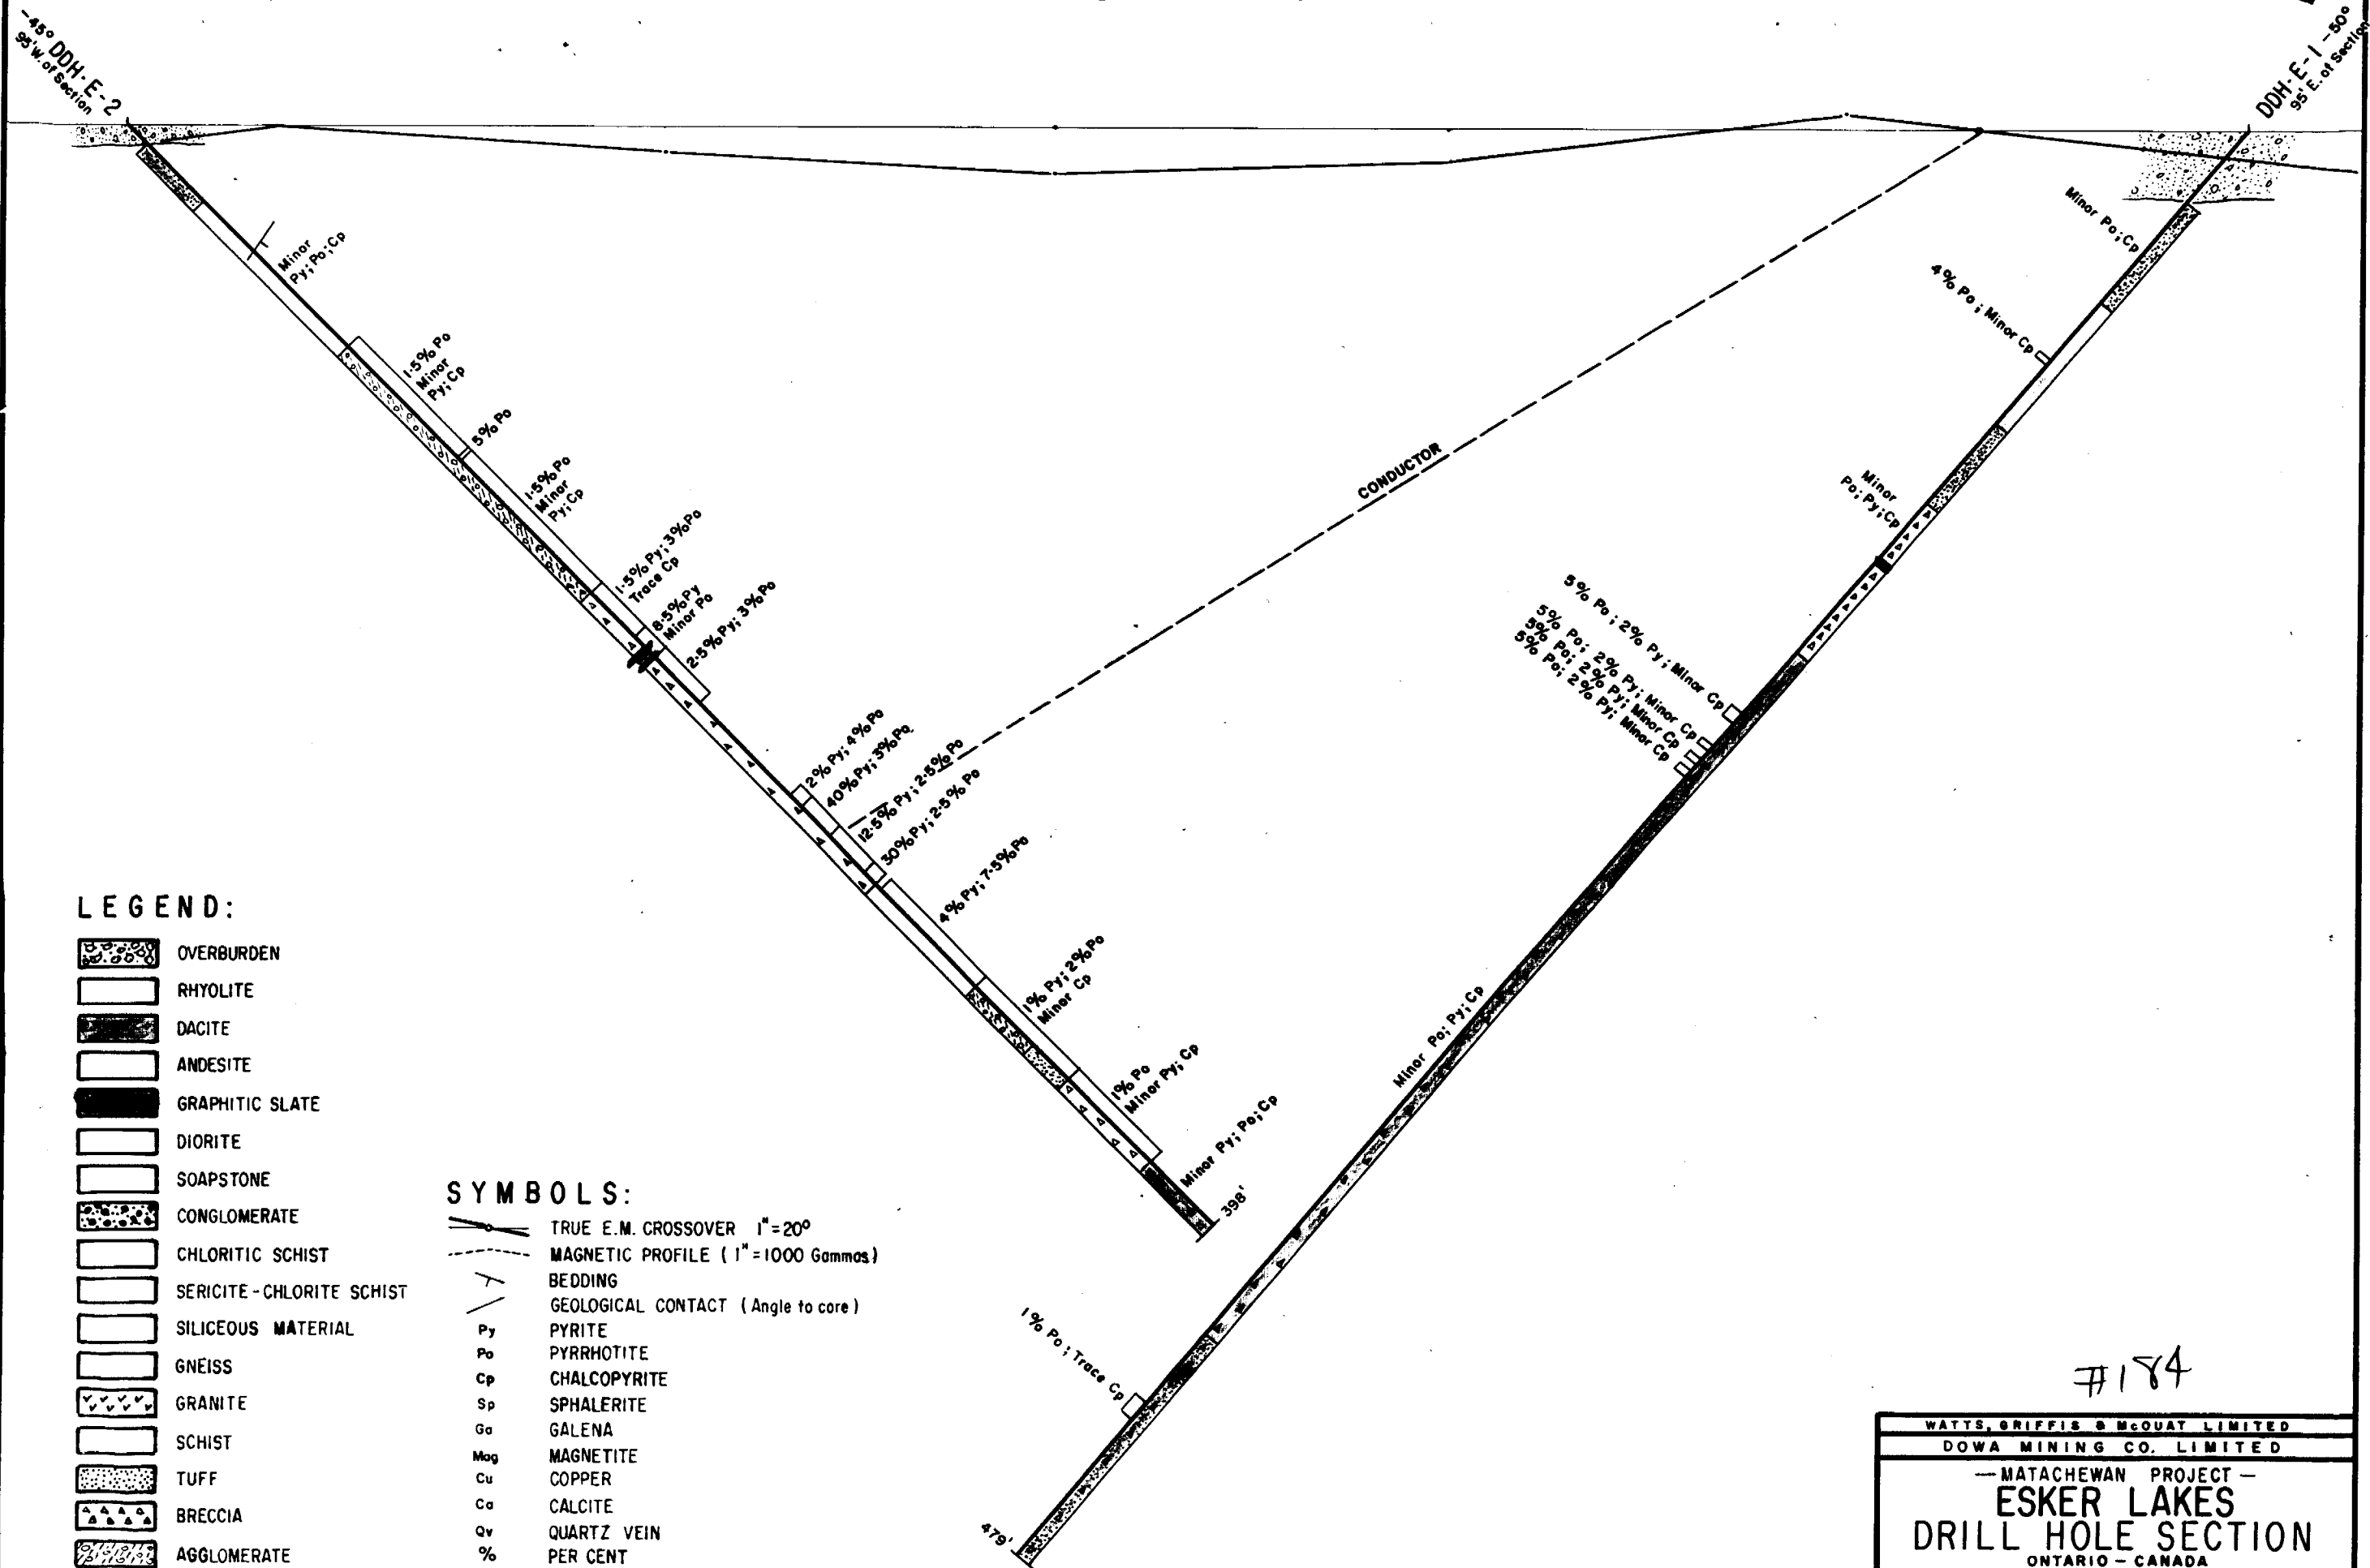 -45° DDH-E-2
95' W. of Section
DDH-E-1 -50°
95' E. of Section
Minor
Py; Po; Cp
1·5% Po
Minor
Py; Cp
5% Po
1·5% Po
Minor
Py; Cp
1·5% Py; 3% Po
Trace Cp
8·5% Py
Minor Po
2·5% Py; 3% Po
2% Py; 4% Po
40% Py; 3% Po
12·5% Py; 2·5% Po
30% Py; 2·5% Po
4% Py; 7·5% Po
1% Py; 2% Po
Minor Cp
1% Po
Minor Py; Cp
Minor Py; Po; Cp
398'
CONDUCTOR
Minor Po; Cp
4% Po; Minor Cp
Minor
Po; Py; Cp
5% Po; 2% Py; Minor Cp
5% Po; 2% Py; Minor Cp
5% Po; 2% Py; Minor Cp
5% Po; 2% Py; Minor Cp
Minor Po; Py; Cp
1% Po; Trace Cp
479'
LEGEND:
OVERBURDEN
RHYOLITE
DACITE
ANDESITE
GRAPHITIC SLATE
DIORITE
SOAPSTONE
CONGLOMERATE
CHLORITIC SCHIST
SERICITE-CHLORITE SCHIST
SILICEOUS MATERIAL
GNEISS
GRANITE
SCHIST
TUFF
BRECCIA
AGGLOMERATE
SYMBOLS:
TRUE E.M. CROSSOVER 1"=20°
MAGNETIC PROFILE (1"=1000 Gammas)
BEDDING
GEOLOGICAL CONTACT (Angle to core)
Py PYRITE
Po PYRRHOTITE
Cp CHALCOPYRITE
Sp SPHALERITE
Ga GALENA
Mag MAGNETITE
Cu COPPER
Ca CALCITE
Qv QUARTZ VEIN
% PER CENT
#184
WATTS, GRIFFIS & McOUAT LIMITED
DOWA MINING CO. LIMITED
— MATACHEWAN PROJECT —
ESKER LAKES
DRILL HOLE SECTION
ONTARIO - CANADA